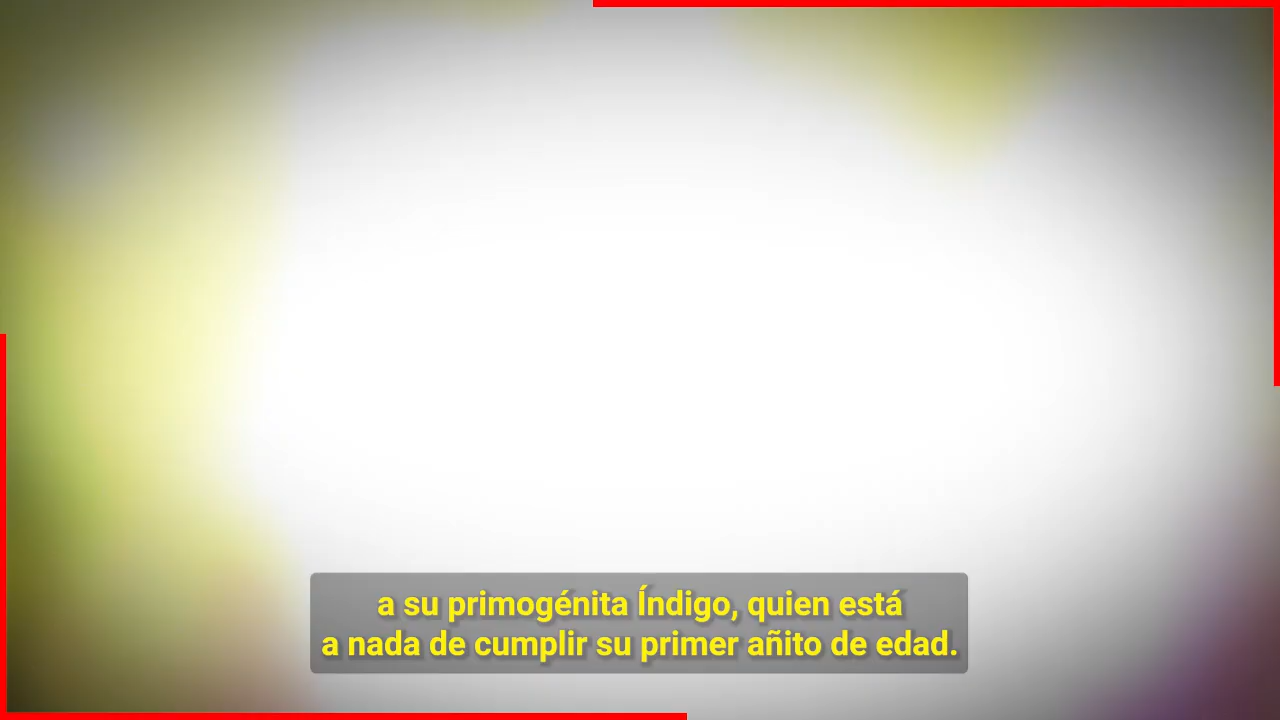 a su primogénita Índigo, quien está
a nada de cumplir su primer añito de edad.